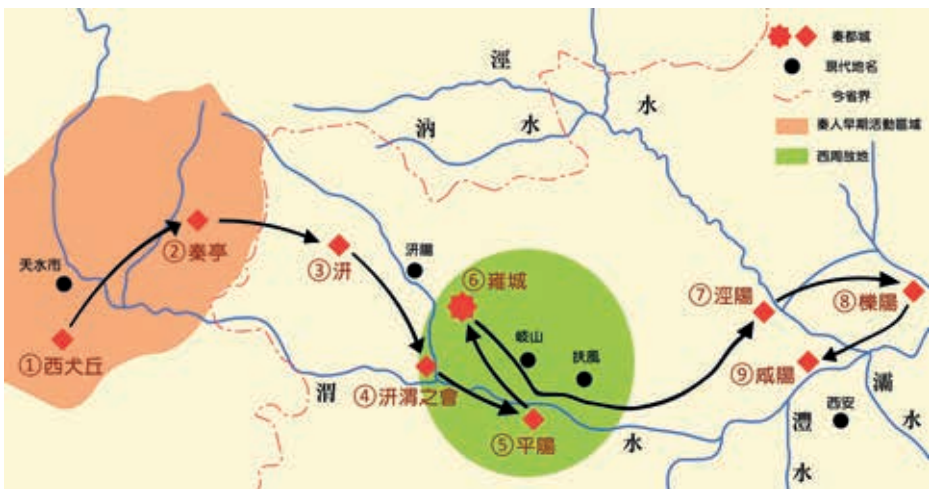 秦都城
現代地名
今省界
秦人早期活動區域
西周故地
涇
水
汭
水
天水市
①西犬丘
②秦亭
③汧
汧陽
④汧渭之會
⑤平陽
⑥雍城
岐山
扶風
⑦涇陽
⑧櫟陽
⑨咸陽
渭
水
灞
水
灃
水
西安